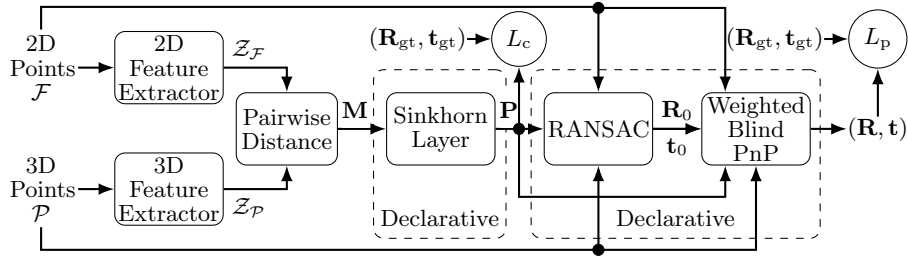 2D
Points
𝓕
2D
Feature
Extractor
𝒵_𝓕
3D
Points
𝒫
3D
Feature
Extractor
𝒵_𝒫
Pairwise
Distance
M
Sinkhorn
Layer
Declarative
P
(R_gt, t_gt)
L_c
RANSAC
R_0
t_0
Weighted
Blind
PnP
Declarative
(R_gt, t_gt)
L_p
(R, t)